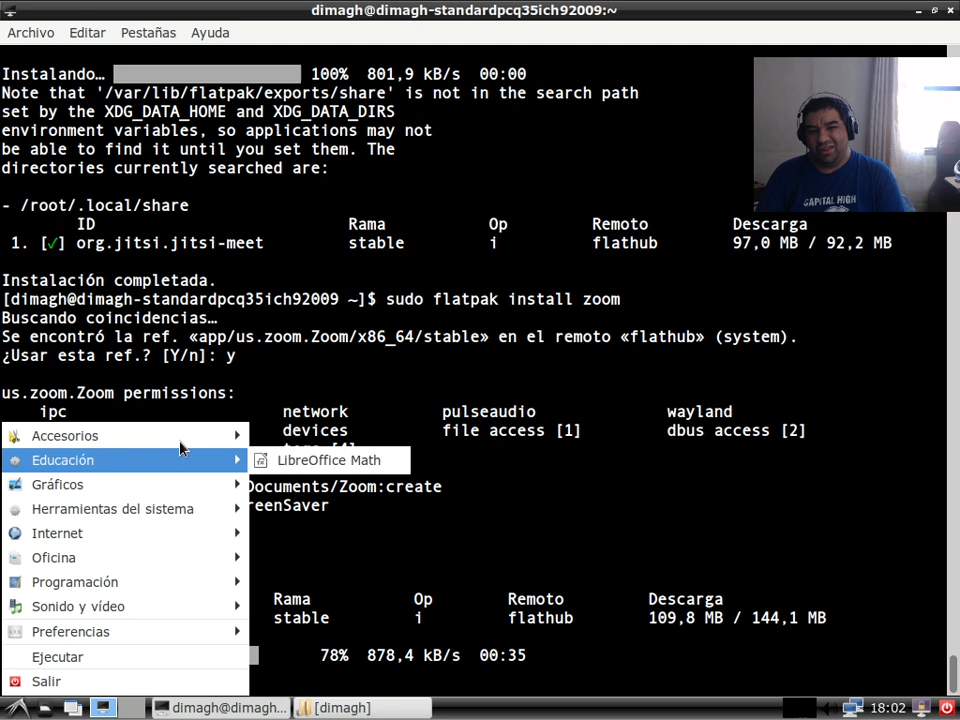 dimagh@dimagh-standardpcq35ich92009:~
Archivo Editar Pestañas Ayuda
Instalando… 100% 801,9 kB/s 00:00
Note that '/var/lib/flatpak/exports/share' is not in the search path
set by the XDG_DATA_HOME and XDG_DATA_DIRS
environment variables, so applications may not
be able to find it until you set them. The
directories currently searched are:
- /root/.local/share
ID Rama Op Remoto Descarga
1. [✓] org.jitsi.jitsi-meet stable i flathub 97,0 MB / 92,2 MB
Instalación completada.
[dimagh@dimagh-standardpcq35ich92009 ~]$ sudo flatpak install zoom
Buscando coincidencias…
Se encontró la ref. «app/us.zoom.Zoom/x86_64/stable» en el remoto «flathub» (system).
¿Usar esta ref.? [Y/n]: y
us.zoom.Zoom permissions:
ipc network pulseaudio wayland
devices file access [1] dbus access [2]
Documents/Zoom:create
reenSaver
Rama Op Remoto Descarga
stable i flathub 109,8 MB / 144,1 MB
78% 878,4 kB/s 00:35
Accesorios
Educación
LibreOffice Math
Gráficos
Herramientas del sistema
Internet
Oficina
Programación
Sonido y vídeo
Preferencias
Ejecutar
Salir
CAPITAL HIGH
dimagh@dimagh... [dimagh] 18:02